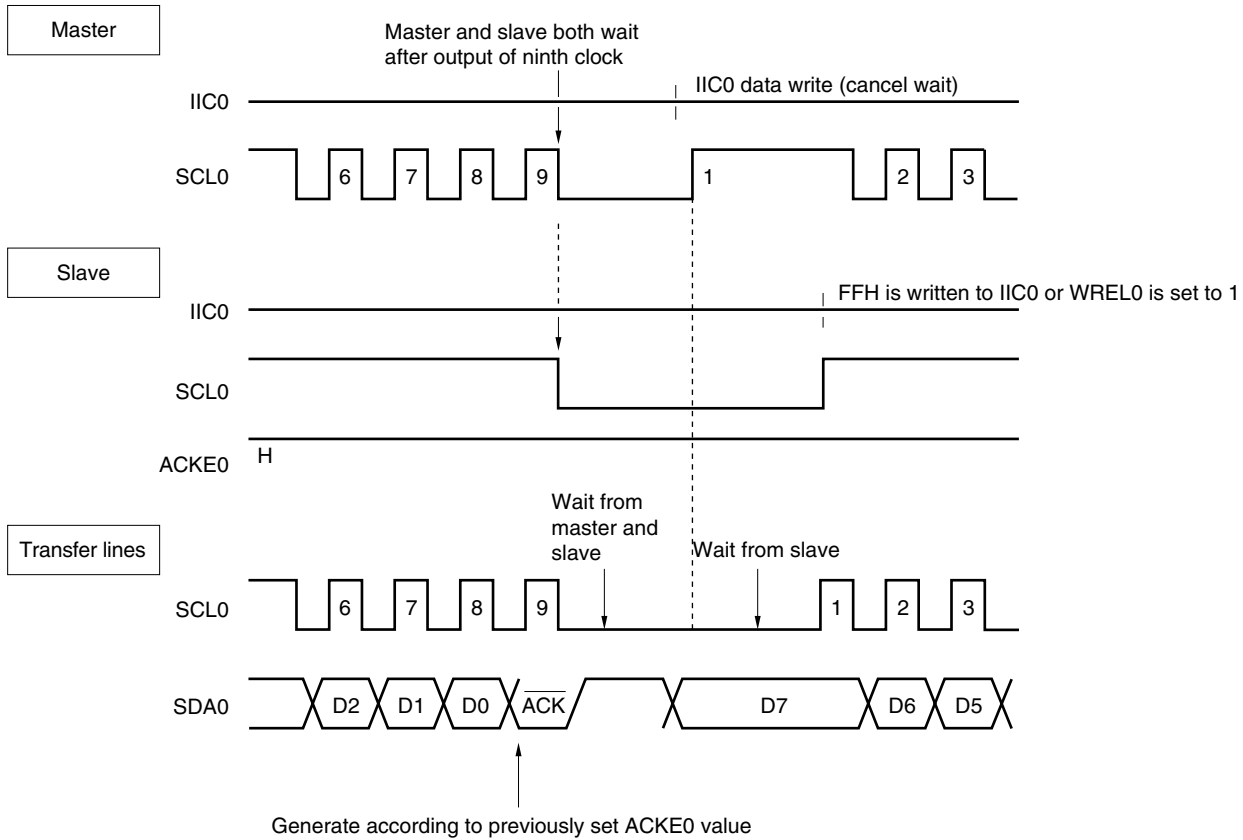 Master
Master and slave both wait
after output of ninth clock
IIC0 data write (cancel wait)
IIC0
SCL0
6 7 8 9 1 2 3
Slave
FFH is written to IIC0 or WREL0 is set to 1
IIC0
SCL0
H
ACKE0
Transfer lines
Wait from
master and
slave
Wait from slave
SCL0
6 7 8 9 1 2 3
SDA0
D2 D1 D0 ACK D7 D6 D5
Generate according to previously set ACKE0 value